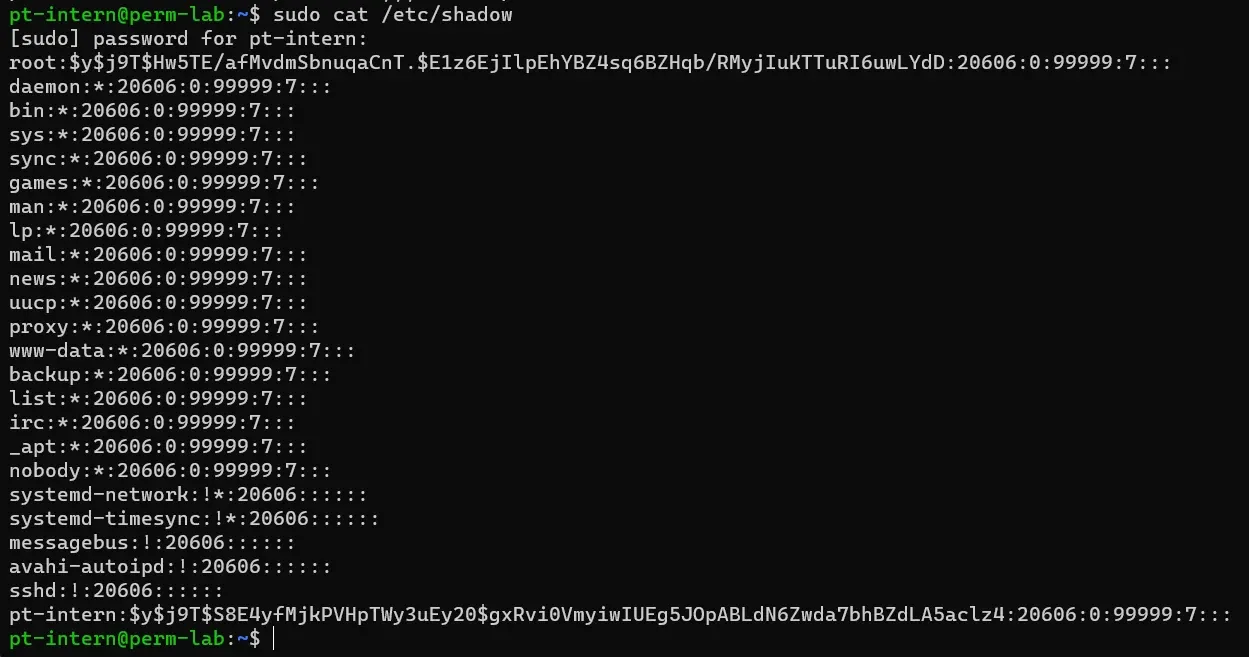 pt-intern@perm-lab:~$ sudo cat /etc/shadow
[sudo] password for pt-intern:
root:$y$j9T$Hw5TE/afMvdmSbnuqaCnT.$E1z6EjIlpEhYBZ4sq6BZHqb/RMyjIuKTTuRI6uwLYdD:20606:0:99999:7:::
daemon:*:20606:0:99999:7:::
bin:*:20606:0:99999:7:::
sys:*:20606:0:99999:7:::
sync:*:20606:0:99999:7:::
games:*:20606:0:99999:7:::
man:*:20606:0:99999:7:::
lp:*:20606:0:99999:7:::
mail:*:20606:0:99999:7:::
news:*:20606:0:99999:7:::
uucp:*:20606:0:99999:7:::
proxy:*:20606:0:99999:7:::
www-data:*:20606:0:99999:7:::
backup:*:20606:0:99999:7:::
list:*:20606:0:99999:7:::
irc:*:20606:0:99999:7:::
_apt:*:20606:0:99999:7:::
nobody:*:20606:0:99999:7:::
systemd-network:!*:20606::::::
systemd-timesync:!*:20606::::::
messagebus:!:20606::::::
avahi-autoipd:!:20606::::::
sshd:!:20606::::::
pt-intern:$y$j9T$S8E4yfMjkPVHpTWy3uEy20$gxRvi0VmyiwIUEg5JOpABLdN6Zwda7bhBZdLA5aclz4:20606:0:99999:7:::
pt-intern@perm-lab:~$